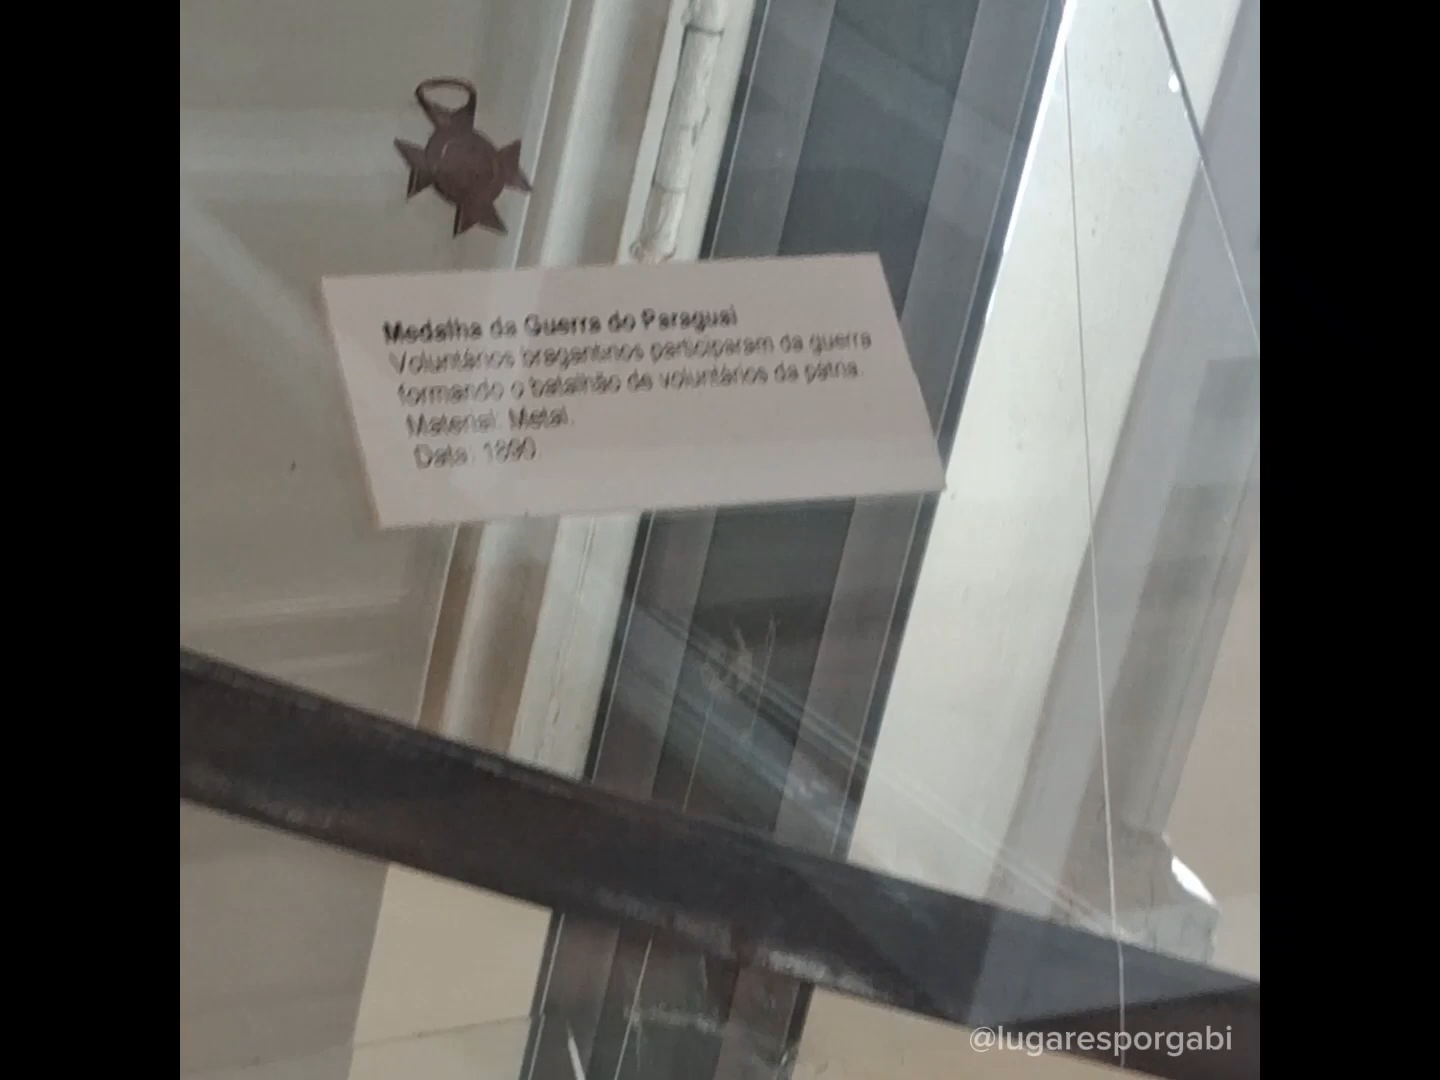 Medalha da Guerra do Paraguai
Voluntários bragantinos participaram da guerra
formando o batalhão de voluntários da pátria.
Material: Metal.
Data: 1890.
@lugaresporgabi